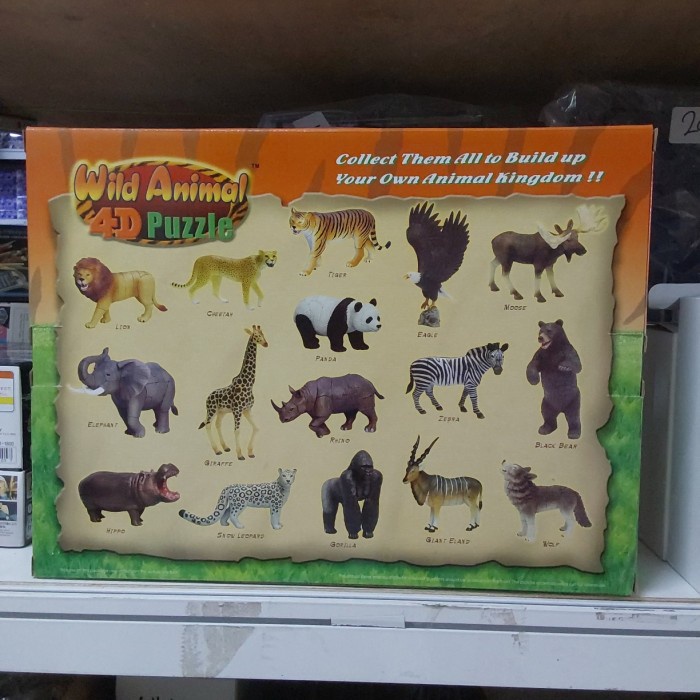 Wild Animal™
4D Puzzle
Collect Them All to Build up
Your Own Animal Kingdom !!
Tiger
Lion
Cheetah
Eagle
Moose
Panda
Elephant
Giraffe
Rhino
Zebra
Black Bear
Hippo
Snow Leopard
Gorilla
Giant Eland
Wolf